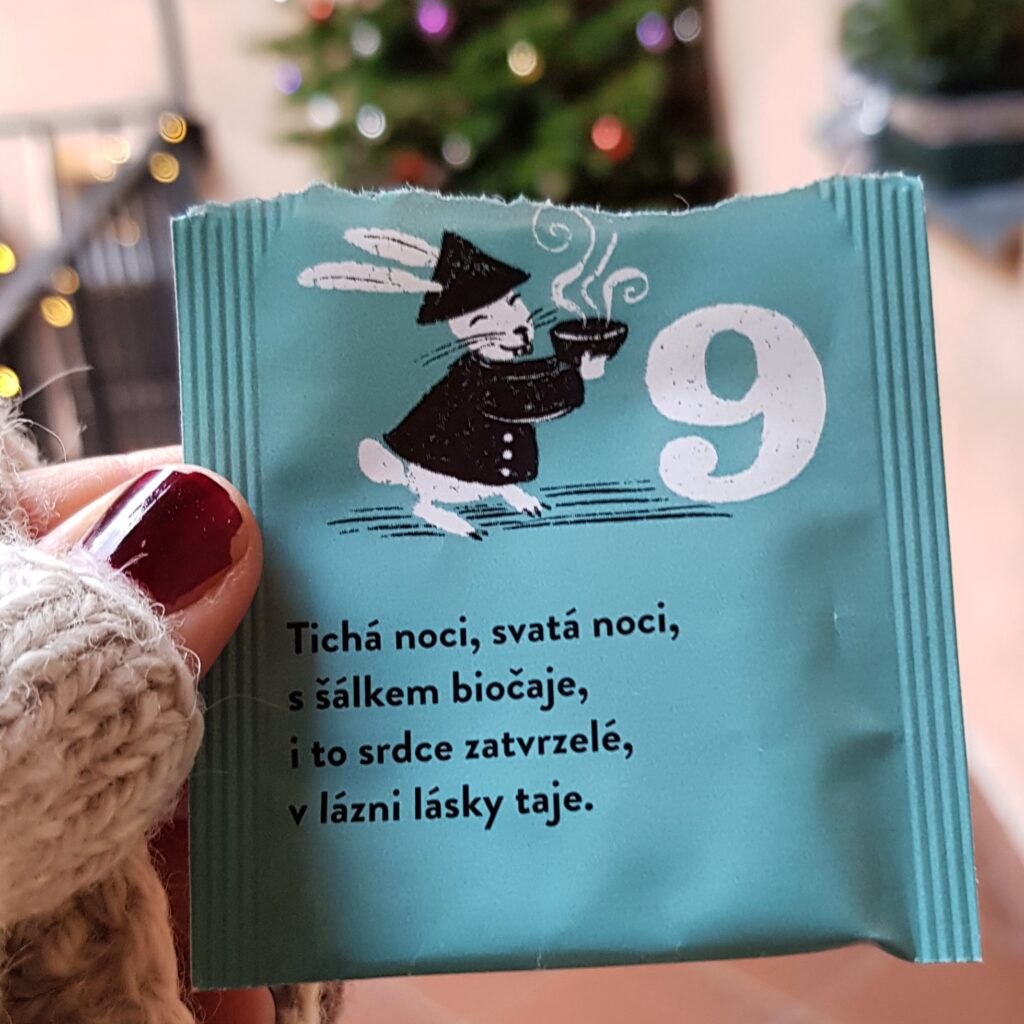 9
Tichá noci, svatá noci,
s šálkem biočaje,
i to srdce zatvrzelé,
v lázni lásky taje.